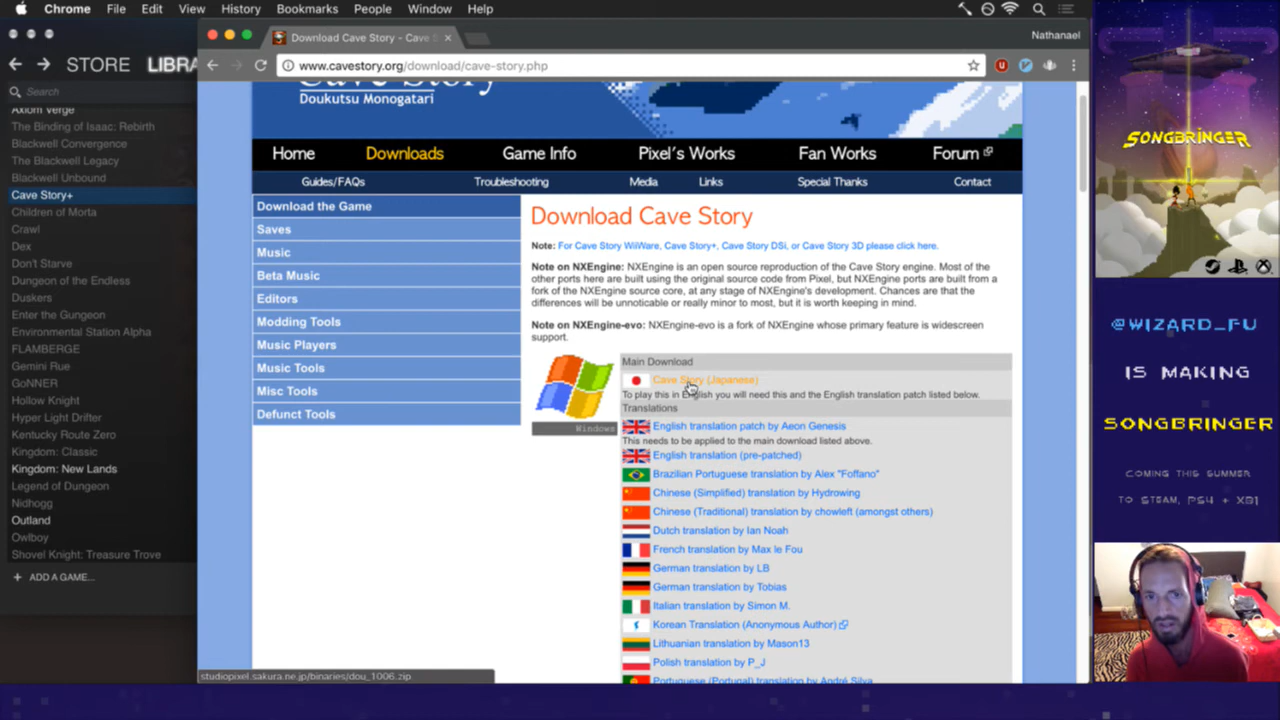 Chrome File Edit View History Bookmarks People Window Help
Download Cave Story - Cave S
Nathanael
STORE LIBRA
www.cavestory.org/download/cave-story.php
Search
Axiom Verge
The Binding of Isaac: Rebirth
Blackwell Convergence
The Blackwell Legacy
Blackwell Unbound
Cave Story+
Children of Morta
Crawl
Dex
Don't Starve
Dungeon of the Endless
Duskers
Enter the Gungeon
Environmental Station Alpha
FLAMBERGE
Gemini Rue
GoNNER
Hollow Knight
Hyper Light Drifter
Kentucky Route Zero
Kingdom: Classic
Kingdom: New Lands
Legend of Dungeon
Nidhogg
Outland
Owlboy
Shovel Knight: Treasure Trove
+ ADD A GAME...
Cave Story
Doukutsu Monogatari
Home Downloads Game Info Pixel's Works Fan Works Forum
Guides/FAQs Troubleshooting Media Links Special Thanks Contact
Download the Game
Saves
Music
Beta Music
Editors
Modding Tools
Music Players
Music Tools
Misc Tools
Defunct Tools
Download Cave Story
Note: For Cave Story WiiWare, Cave Story+, Cave Story DSi, or Cave Story 3D please click here.
Note on NXEngine: NXEngine is an open source reproduction of the Cave Story engine. Most of the
other ports here are built using the original source code from Pixel, but NXEngine ports are built from a
fork of the NXEngine source core, at any stage of NXEngine's development. Chances are that the
differences will be unnoticable or really minor to most, but it is worth keeping in mind.
Note on NXEngine-evo: NXEngine-evo is a fork of NXEngine whose primary feature is widescreen
support.
Windows
Main Download
Cave Story (Japanese)
To play this in English you will need this and the English translation patch listed below.
Translations
English translation patch by Aeon Genesis
This needs to be applied to the main download listed above.
English translation (pre-patched)
Brazilian Portuguese translation by Alex "Foffano"
Chinese (Simplified) translation by Hydrowing
Chinese (Traditional) translation by chowleft (amongst others)
Dutch translation by Ian Noah
French translation by Max le Fou
German translation by LB
German translation by Tobias
Italian translation by Simon M.
Korean Translation (Anonymous Author)
Lithuanian translation by Mason13
Polish translation by P_J
Portuguese (Portugal) translation by André Silva
studiopixel.sakura.ne.jp/binaries/dou_1006.zip
SONGBRINGER
@WIZARD_FU
IS MAKING
SONGBRINGER
COMING THIS SUMMER
TO STEAM, PS4 + XB1